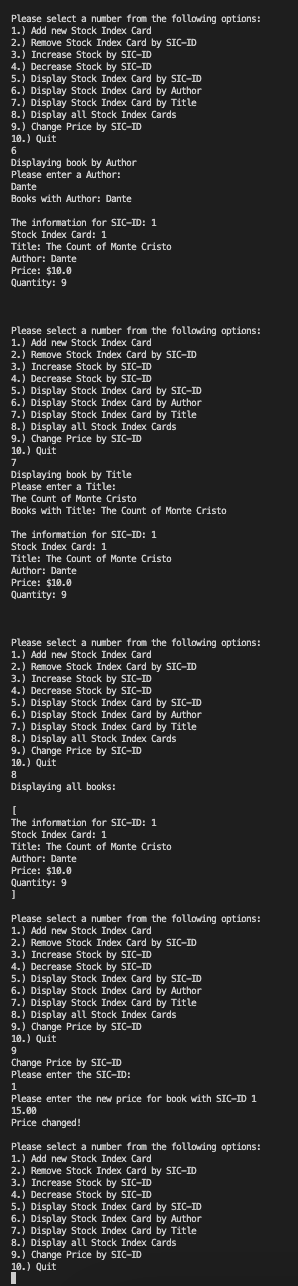 Please select a number from the following options:
1.) Add new Stock Index Card
2.) Remove Stock Index Card by SIC-ID
3.) Increase Stock by SIC-ID
4.) Decrease Stock by SIC-ID
5.) Display Stock Index Card by SIC-ID
6.) Display Stock Index Card by Author
7.) Display Stock Index Card by Title
8.) Display all Stock Index Cards
9.) Change Price by SIC-ID
10.) Quit
6
Displaying book by Author
Please enter a Author:
Dante
Books with Author: Dante

The information for SIC-ID: 1
Stock Index Card: 1
Title: The Count of Monte Cristo
Author: Dante
Price: $10.0
Quantity: 9

Please select a number from the following options:
1.) Add new Stock Index Card
2.) Remove Stock Index Card by SIC-ID
3.) Increase Stock by SIC-ID
4.) Decrease Stock by SIC-ID
5.) Display Stock Index Card by SIC-ID
6.) Display Stock Index Card by Author
7.) Display Stock Index Card by Title
8.) Display all Stock Index Cards
9.) Change Price by SIC-ID
10.) Quit
7
Displaying book by Title
Please enter a Title:
The Count of Monte Cristo
Books with Title: The Count of Monte Cristo

The information for SIC-ID: 1
Stock Index Card: 1
Title: The Count of Monte Cristo
Author: Dante
Price: $10.0
Quantity: 9

Please select a number from the following options:
1.) Add new Stock Index Card
2.) Remove Stock Index Card by SIC-ID
3.) Increase Stock by SIC-ID
4.) Decrease Stock by SIC-ID
5.) Display Stock Index Card by SIC-ID
6.) Display Stock Index Card by Author
7.) Display Stock Index Card by Title
8.) Display all Stock Index Cards
9.) Change Price by SIC-ID
10.) Quit
8
Displaying all books:

[
The information for SIC-ID: 1
Stock Index Card: 1
Title: The Count of Monte Cristo
Author: Dante
Price: $10.0
Quantity: 9
]

Please select a number from the following options:
1.) Add new Stock Index Card
2.) Remove Stock Index Card by SIC-ID
3.) Increase Stock by SIC-ID
4.) Decrease Stock by SIC-ID
5.) Display Stock Index Card by SIC-ID
6.) Display Stock Index Card by Author
7.) Display Stock Index Card by Title
8.) Display all Stock Index Cards
9.) Change Price by SIC-ID
10.) Quit
9
Change Price by SIC-ID
Please enter the SIC-ID:
1
Please enter the new price for book with SIC-ID 1
15.00
Price changed!

Please select a number from the following options:
1.) Add new Stock Index Card
2.) Remove Stock Index Card by SIC-ID
3.) Increase Stock by SIC-ID
4.) Decrease Stock by SIC-ID
5.) Display Stock Index Card by SIC-ID
6.) Display Stock Index Card by Author
7.) Display Stock Index Card by Title
8.) Display all Stock Index Cards
9.) Change Price by SIC-ID
10.) Quit